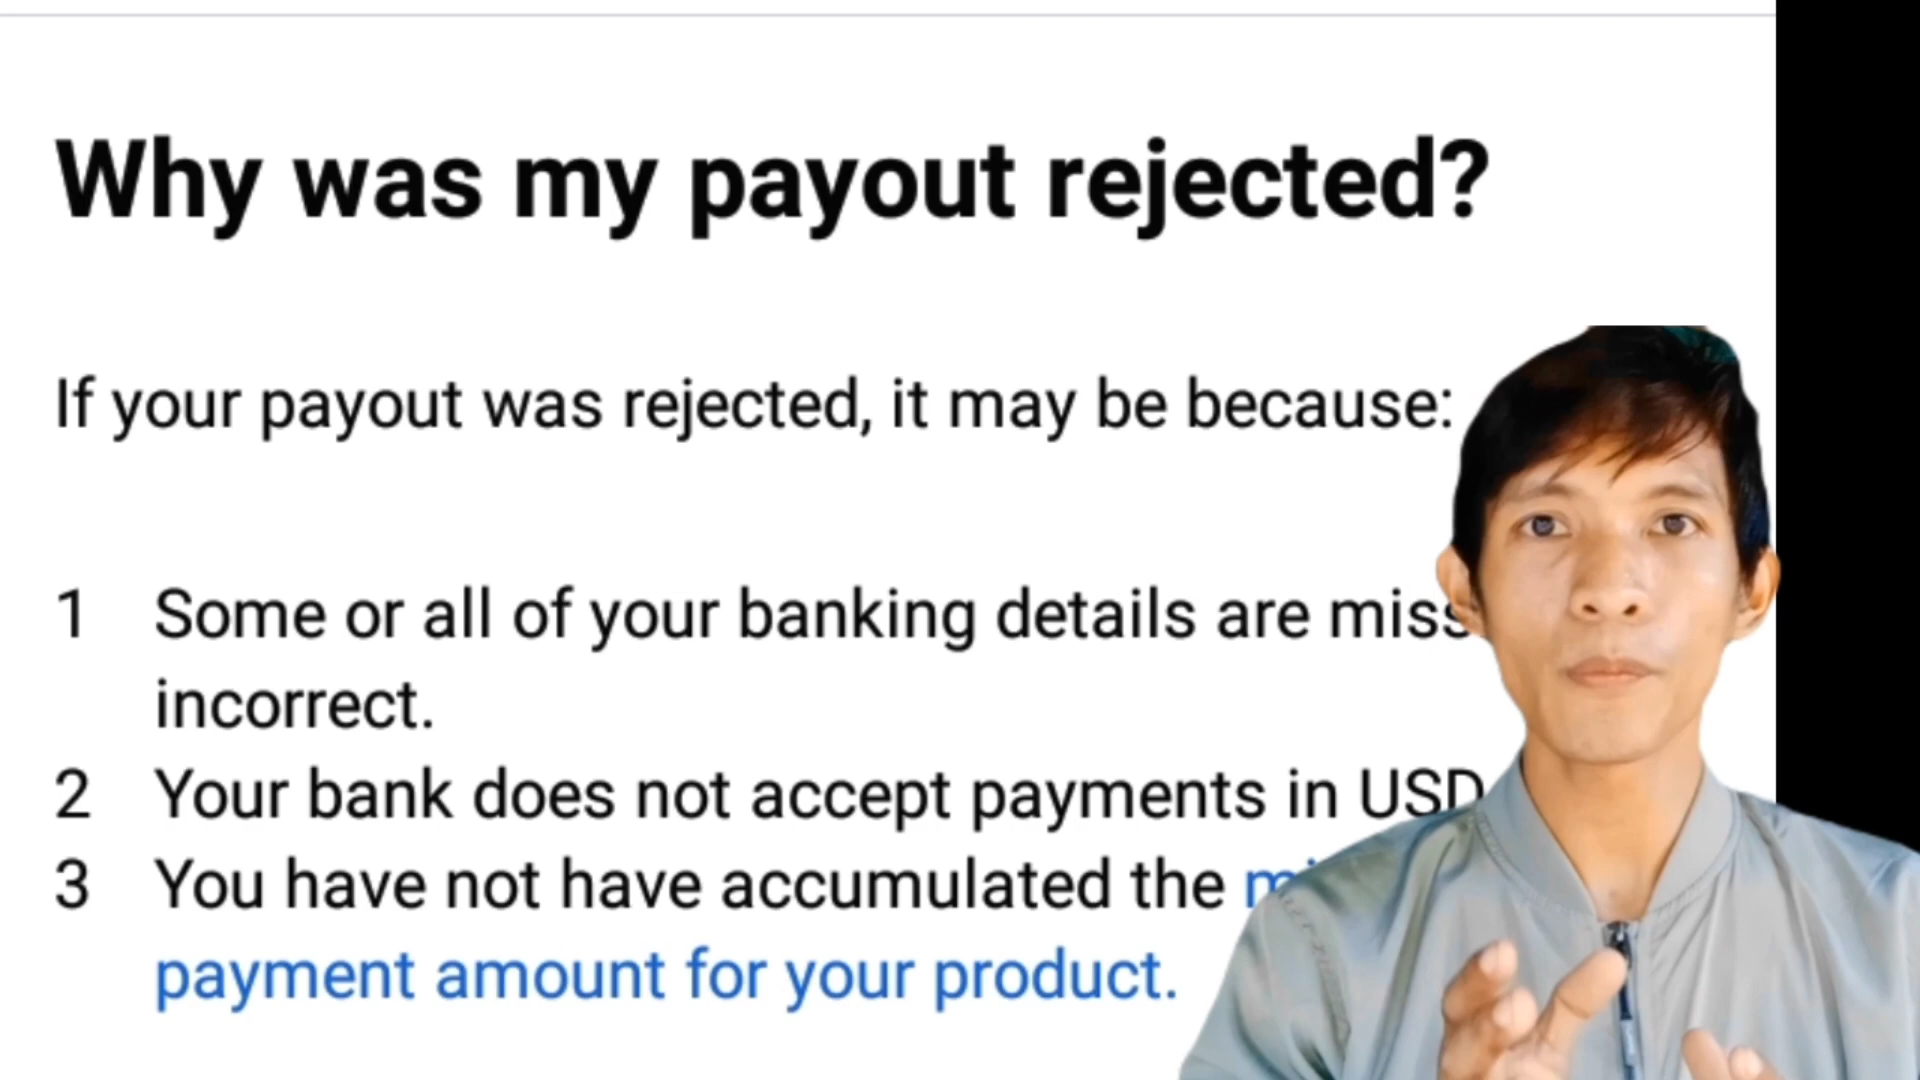 Why was my payout rejected?
If your payout was rejected, it may be because:
1 Some or all of your banking details are
incorrect.
2 Your bank does not accept payments in USD
3 You have not have accumulated the
payment amount for your product.